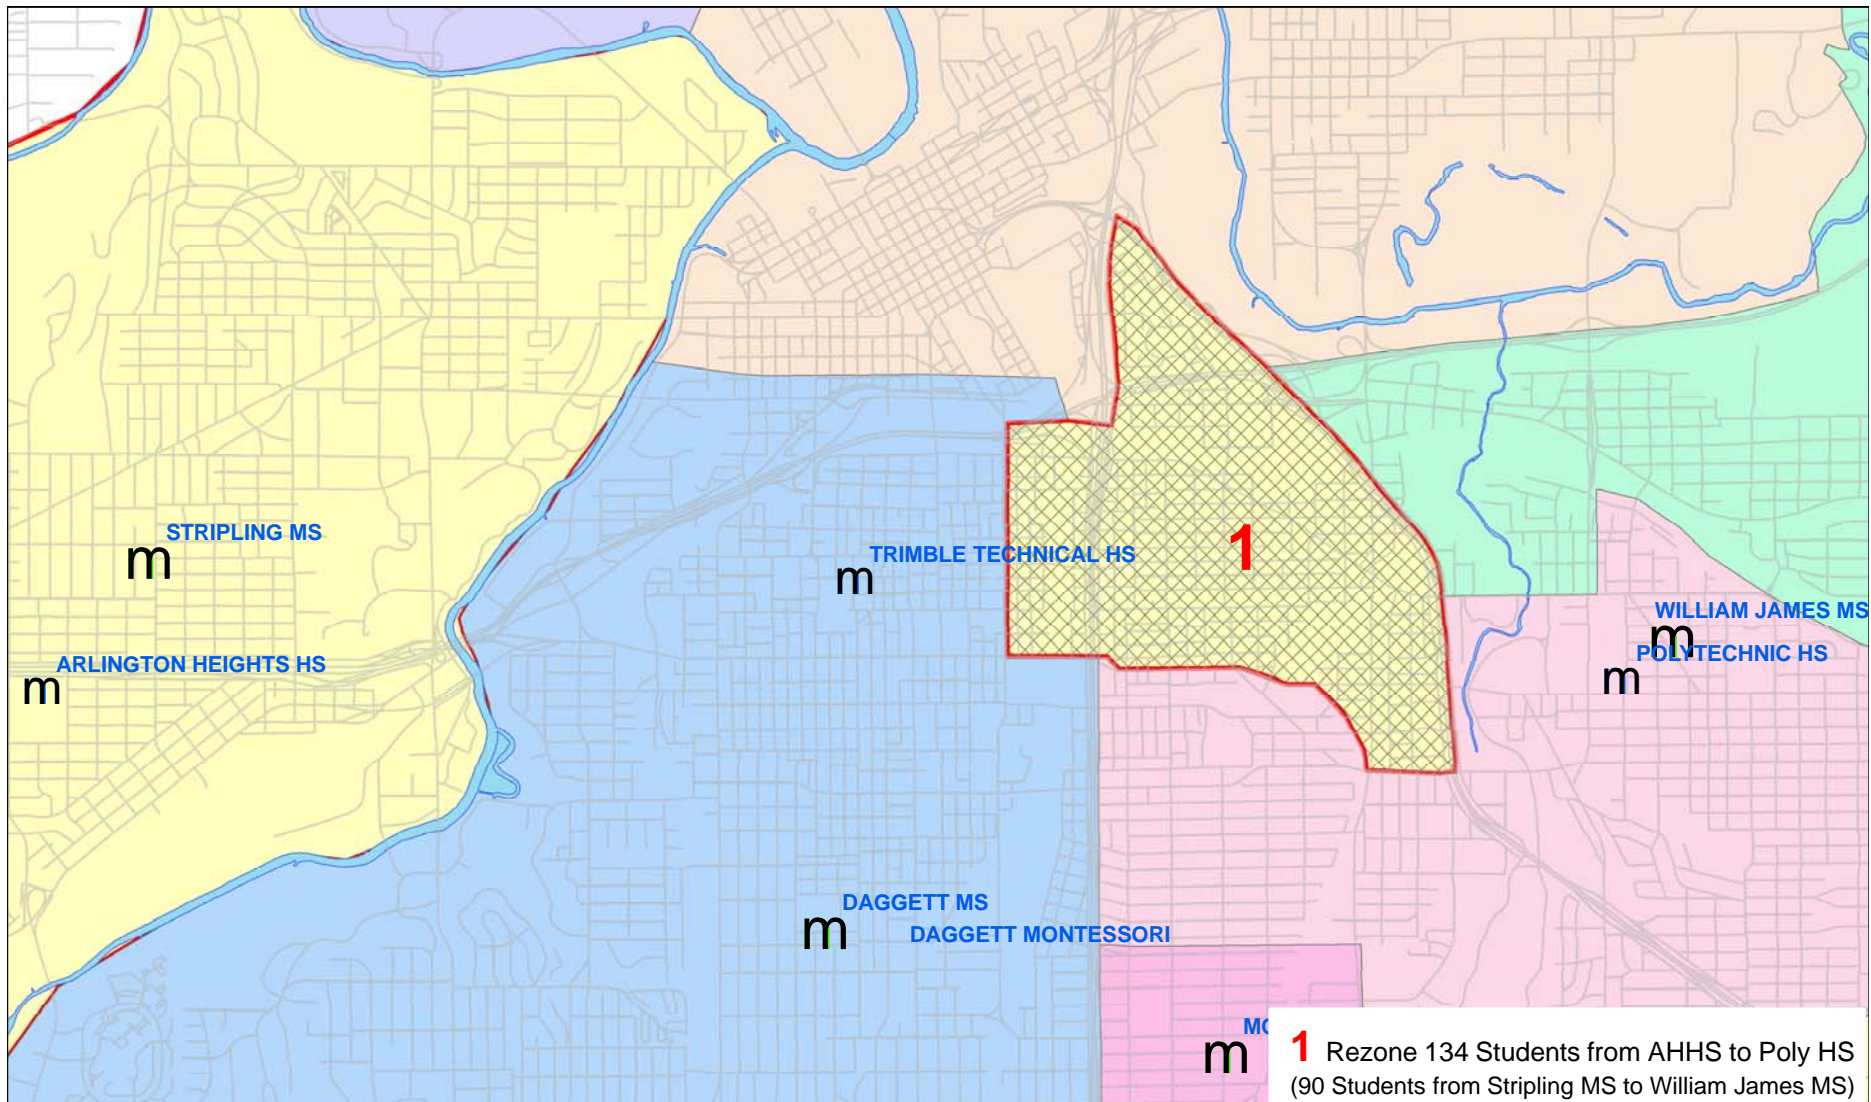 STRIPLING MS
m
TRIMBLE TECHNICAL HS
m
1
WILLIAM JAMES MS
m
POLYTECHNIC HS
m
ARLINGTON HEIGHTS HS
m
DAGGETT MS
m
DAGGETT MONTESSORI
m
1 Rezone 134 Students from AHHS to Poly HS
(90 Students from Stripling MS to William James MS)